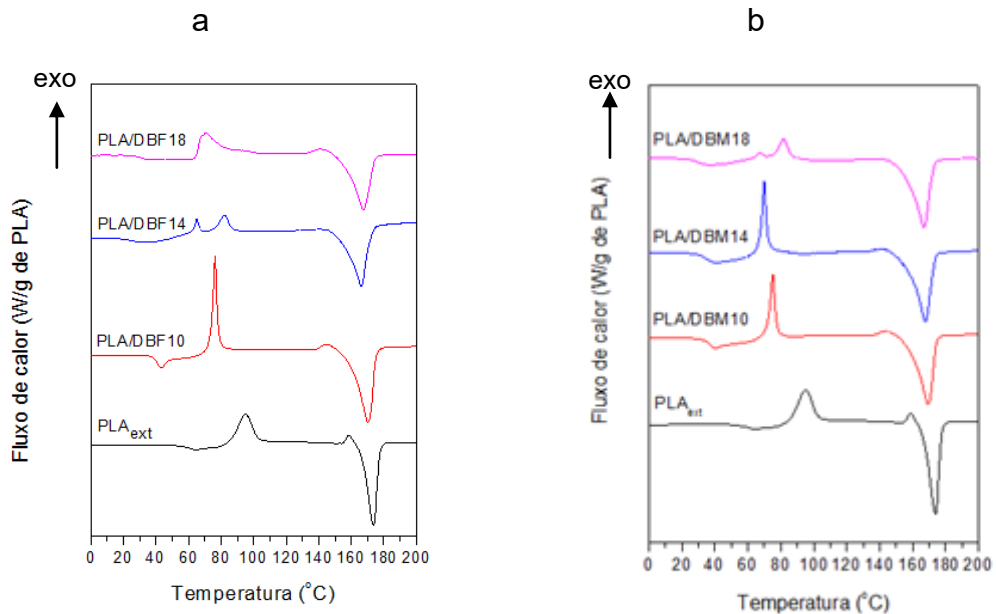 a
exo
Fluxo de calor (W/g de PLA)
PLA/DBF18
PLA/DBF14
PLA/DBF10
PLAext
0 20 40 60 80 100 120 140 160 180 200
Temperatura (°C)
b
exo
Fluxo de calor (W/g de PLA)
PLA/DBM18
PLA/DBM14
PLA/DBM10
PLAext
0 20 40 60 80 100 120 140 160 180 200
Temperatura (°C)